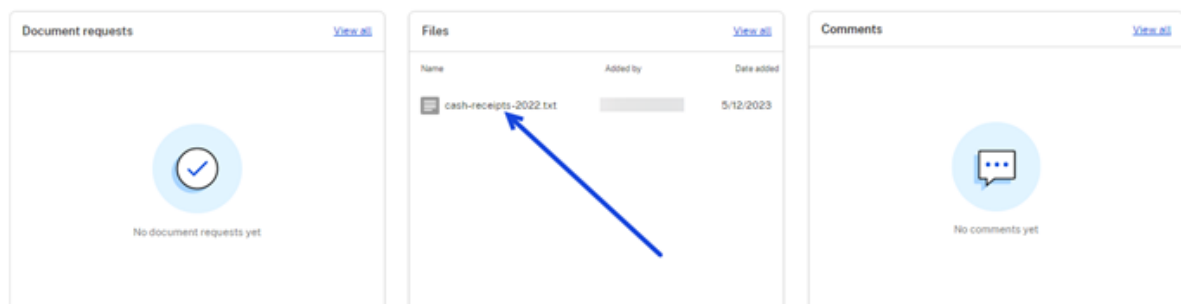 Document requests View all
No document requests yet
Files View all
Name Added by Date added
cash-receipts-2022.txt 5/12/2023
Comments View all
No comments yet